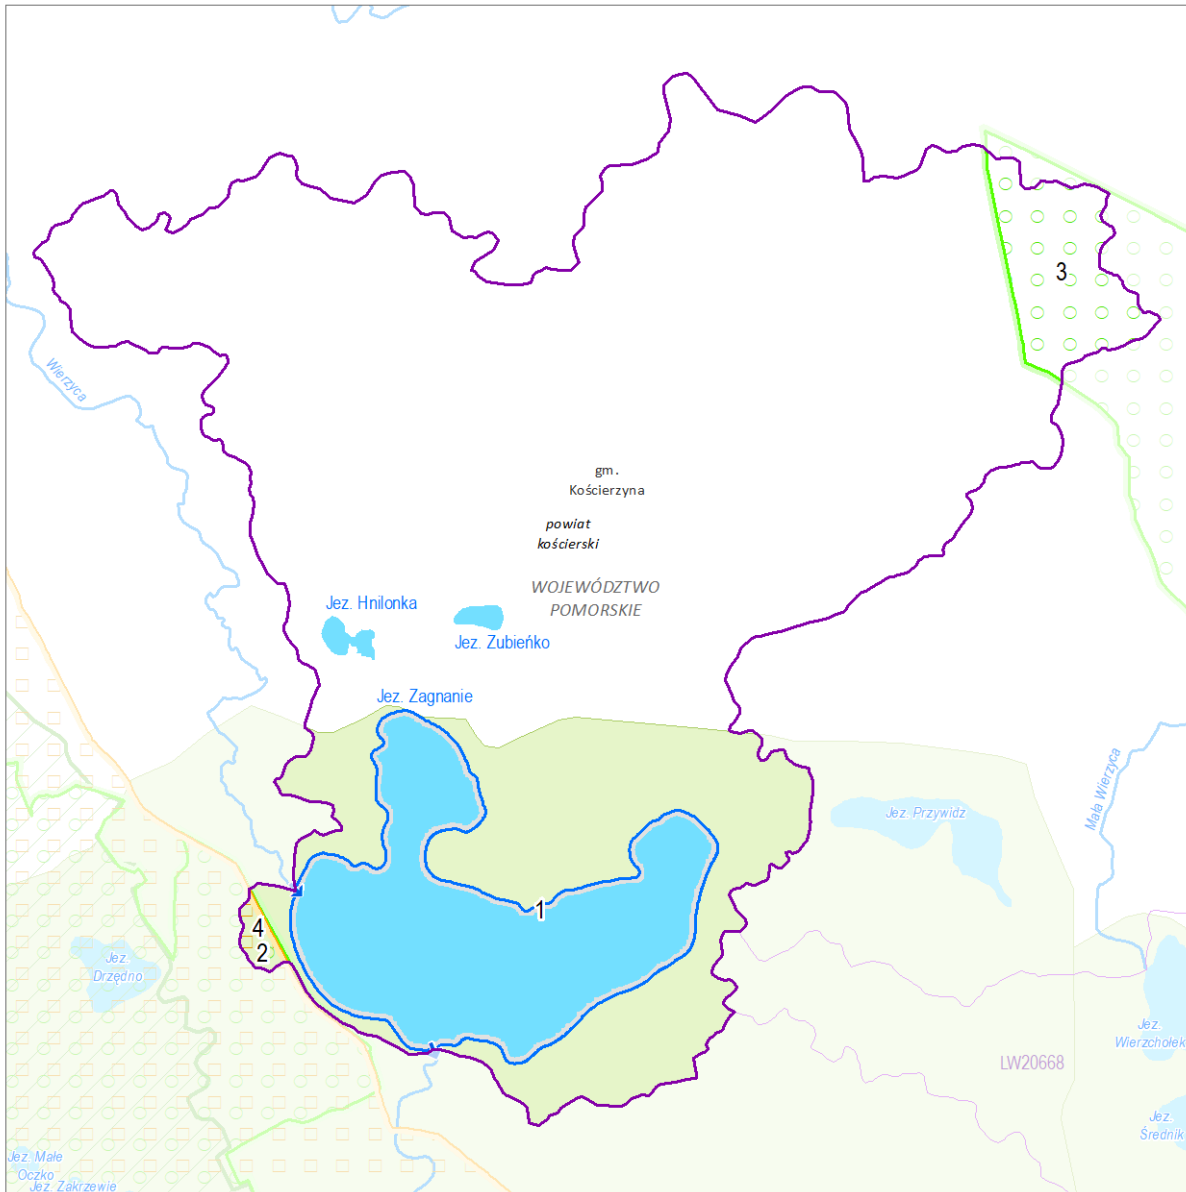 3
Wierzyca
gm.
Kościerzyna
powiat
kościerski
WOJEWÓDZTWO
POMORSKIE
Jez. Hnilonka
Jez. Zubieńko
Jez. Zagnanie
Mała Wierzyca
Jez. Przywidz
1
4
2
Jez.
Drzędno
Jez.
Wierzchołek
LW20668
Jez.
Średnik
Jez. Małe
Oczko
Jez. Zakrzewie